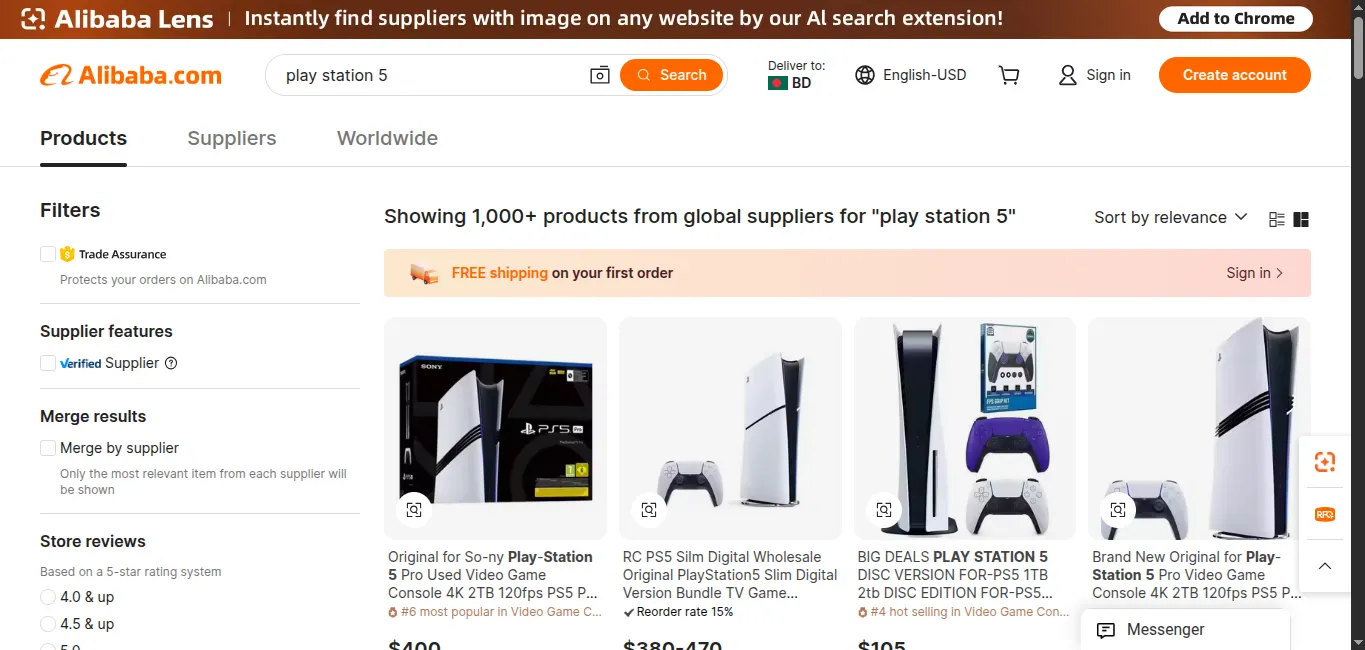 Alibaba Lens | Instantly find suppliers with image on any website by our AI search extension!
Add to Chrome
Alibaba.com
play station 5
Search
Deliver to:
BD
English-USD
Sign in
Create account
Products
Suppliers
Worldwide
Filters
Trade Assurance
Protects your orders on Alibaba.com
Supplier features
Verified Supplier
Merge results
Merge by supplier
Only the most relevant item from each supplier will
be shown
Store reviews
Based on a 5-star rating system
4.0 & up
4.5 & up
5.0
Showing 1,000+ products from global suppliers for "play station 5"
Sort by relevance
FREE shipping on your first order
Sign in >
SONY
PS5 Pro
FPS GRIP KIT
Original for So-ny Play-Station
5 Pro Used Video Game
Console 4K 2TB 120fps PS5 P...
#6 most popular in Video Game C...
$400
RC PS5 Silm Digital Wholesale
Original PlayStation5 Slim Digital
Version Bundle TV Game...
Reorder rate 15%
$380-470
BIG DEALS PLAY STATION 5
DISC VERSION FOR-PS5 1TB
2tb DISC EDITION FOR-PS5...
#4 hot selling in Video Game Con...
$105
Brand New Original for Play-
Station 5 Pro Video Game
Console 4K 2TB 120fps PS5 P...
RFQ
Messenger